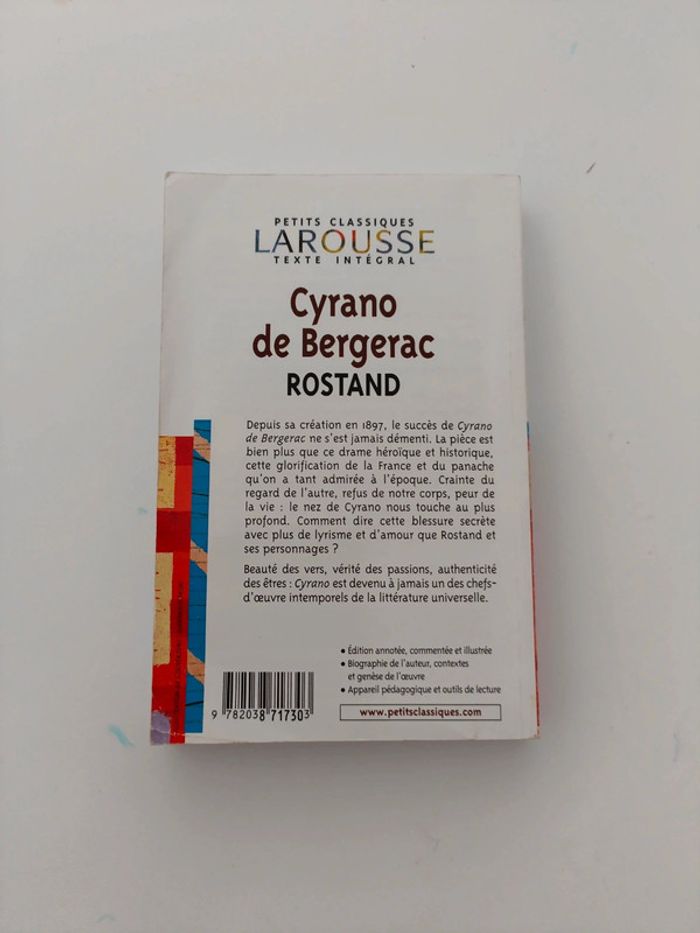 PETITS CLASSIQUES
LAROUSSE
TEXTE INTÉGRAL
Cyrano
de Bergerac
ROSTAND
Depuis sa création en 1897, le succès de Cyrano
de Bergerac ne s'est jamais démenti. La pièce est
bien plus que ce drame héroïque et historique,
cette glorification de la France et du panache
qu'on a tant admirée à l'époque. Crainte du
regard de l'autre, refus de notre corps, peur de
la vie : le nez de Cyrano nous touche au plus
profond. Comment dire cette blessure secrète
avec plus de lyrisme et d'amour que Rostand et
ses personnages ?
Beauté des vers, vérité des passions, authenticité
des êtres : Cyrano est devenu à jamais un des chefs-
d'œuvre intemporels de la littérature universelle.
• Édition annotée, commentée et illustrée
• Biographie de l'auteur, contextes
et genèse de l'œuvre
• Appareil pédagogique et outils de lecture
9 782038 717303
www.petitsclassiques.com